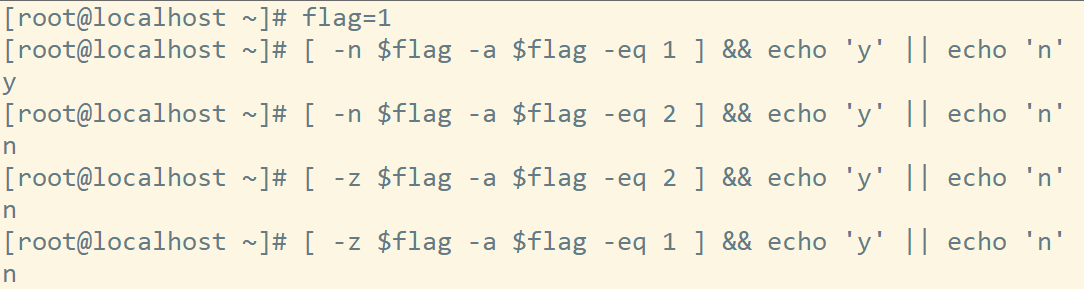 [root@localhost ~]# flag=1
[root@localhost ~]# [ -n $flag -a $flag -eq 1 ] && echo 'y' || echo 'n'
y
[root@localhost ~]# [ -n $flag -a $flag -eq 2 ] && echo 'y' || echo 'n'
n
[root@localhost ~]# [ -z $flag -a $flag -eq 2 ] && echo 'y' || echo 'n'
n
[root@localhost ~]# [ -z $flag -a $flag -eq 1 ] && echo 'y' || echo 'n'
n